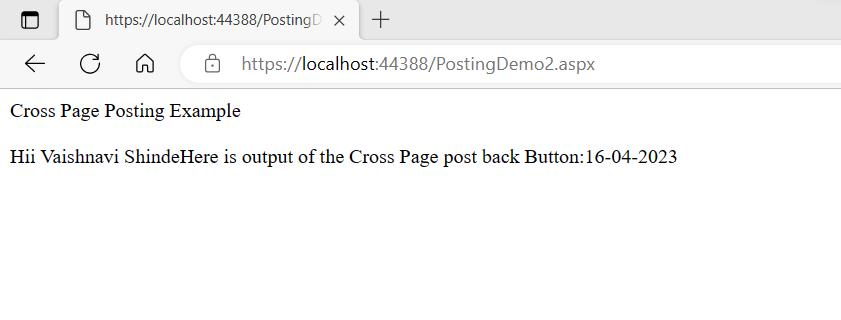 https://localhost:44388/PostingD
https://localhost:44388/PostingDemo2.aspx
Cross Page Posting Example
Hii Vaishnavi ShindeHere is output of the Cross Page post back Button:16-04-2023